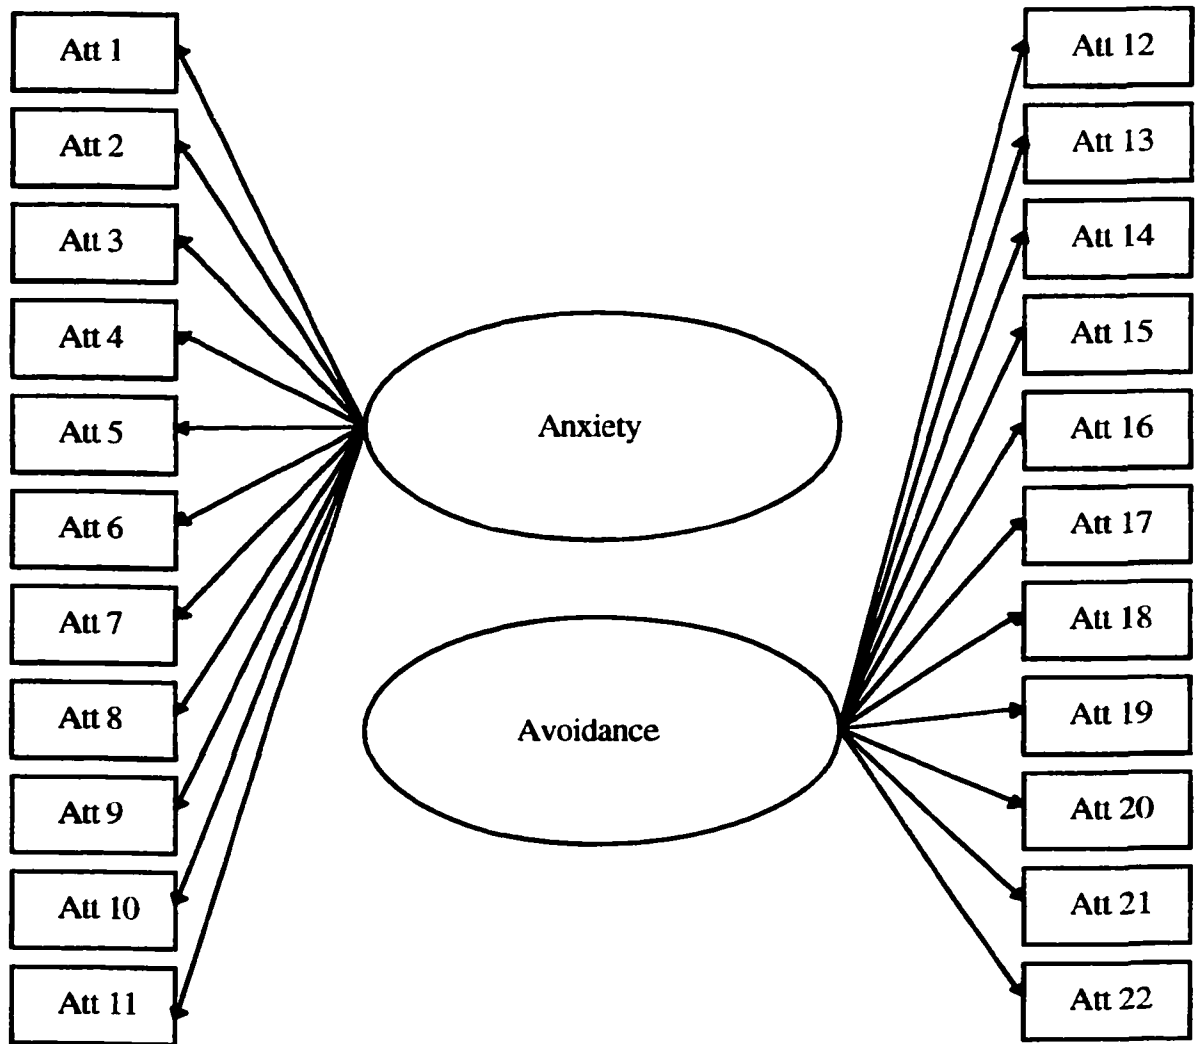 Att 1
Att 2
Att 3
Att 4
Att 5
Att 6
Att 7
Att 8
Att 9
Att 10
Att 11
Anxiety
Avoidance
Att 12
Att 13
Att 14
Att 15
Att 16
Att 17
Att 18
Att 19
Att 20
Att 21
Att 22